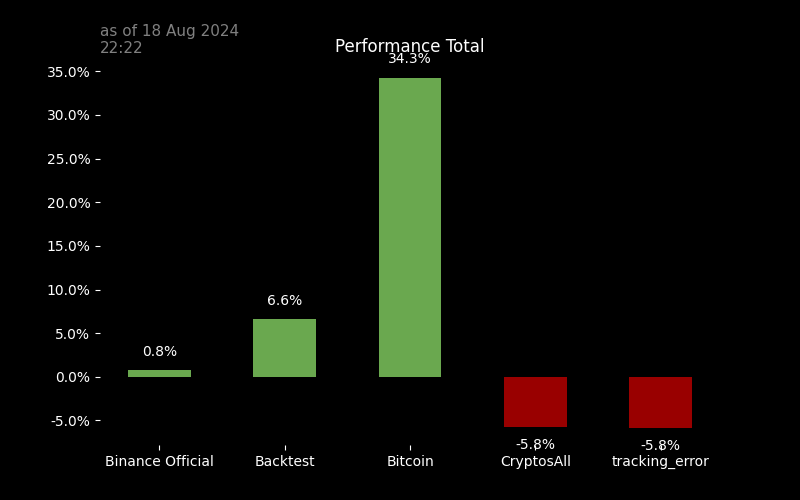 as of 18 Aug 2024
22:22
Performance Total
35.0%
30.0%
25.0%
20.0%
15.0%
10.0%
5.0%
0.0%
-5.0%
0.8%
6.6%
34.3%
-5.8%
-5.8%
Binance Official
Backtest
Bitcoin
CryptosAll
tracking_error